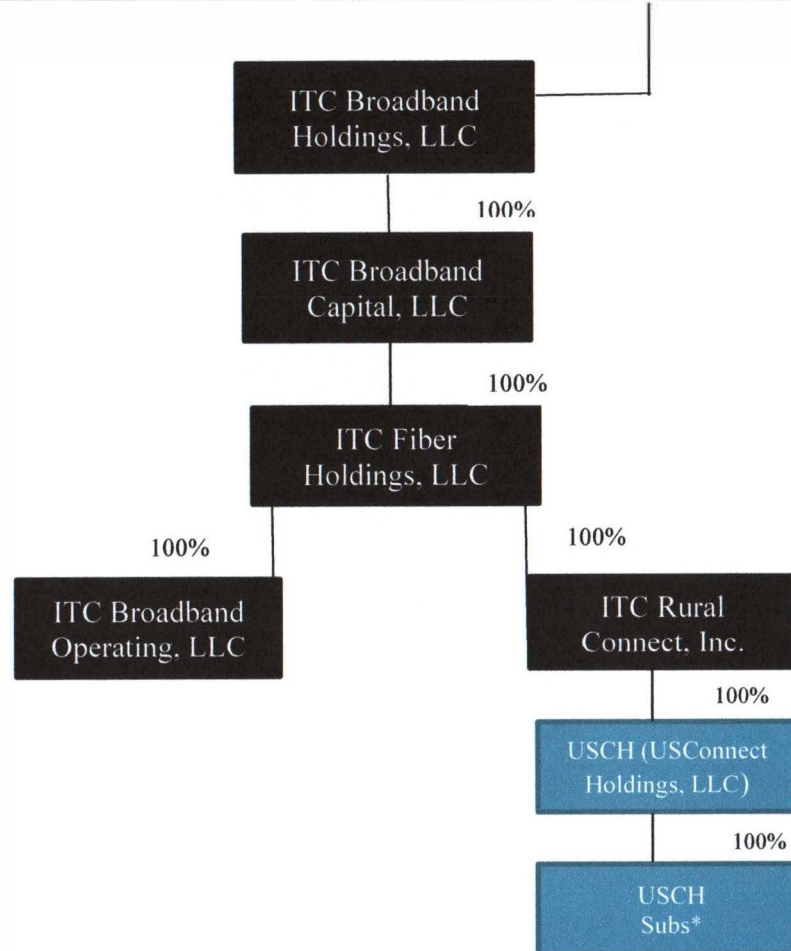 ITC Broadband
Holdings, LLC
100%
ITC Broadband
Capital, LLC
100%
ITC Fiber
Holdings, LLC
100%
100%
ITC Broadband
Operating, LLC
ITC Rural
Connect, Inc.
100%
USCH (USConnect
Holdings, LLC)
100%
USCH
Subs*